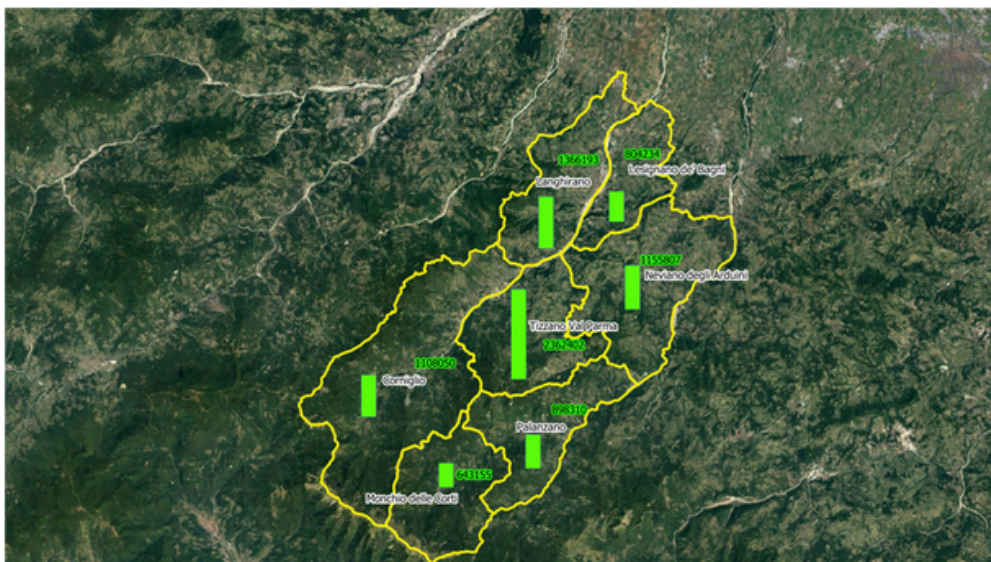 1366193
Langhirano
804234
Lesignano de' Bagni
1155807
Neviano degli Arduini
Tizzano Val Parma
2362402
1108050
Corniglio
898310
Palanzano
643155
Monchio delle Corti